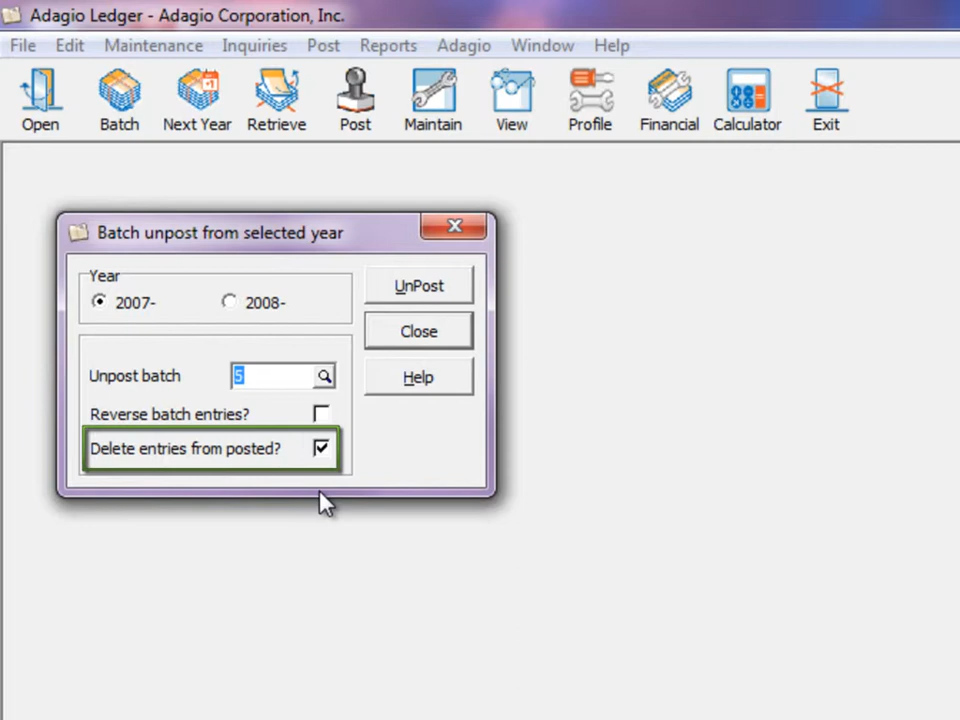 Adagio Ledger - Adagio Corporation, Inc.
File Edit Maintenance Inquiries Post Reports Adagio Window Help
Open Batch Next Year Retrieve Post Maintain View Profile Financial Calculator Exit
Batch unpost from selected year
Year
2007- 2008-
UnPost
Close
Unpost batch 5
Help
Reverse batch entries?
Delete entries from posted?